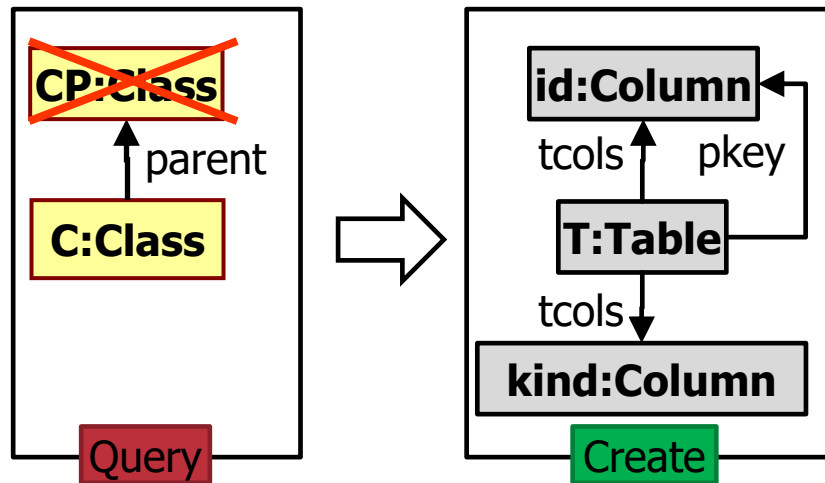 CP:Class
parent
C:Class
Query
id:Column
tcols
pkey
T:Table
tcols
kind:Column
Create